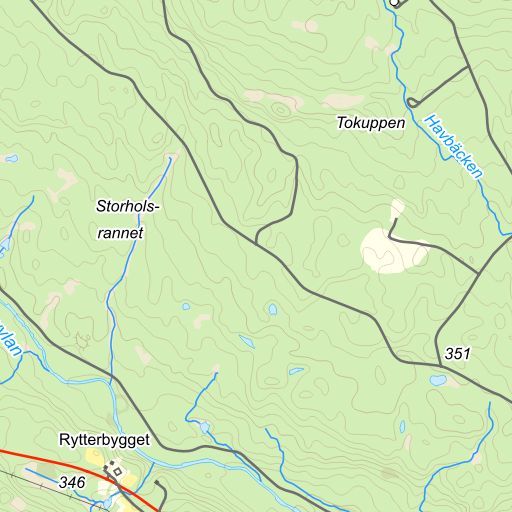 Tokuppen
Havbäcken
Storhols-
rannet
351
Rytterbygget
346